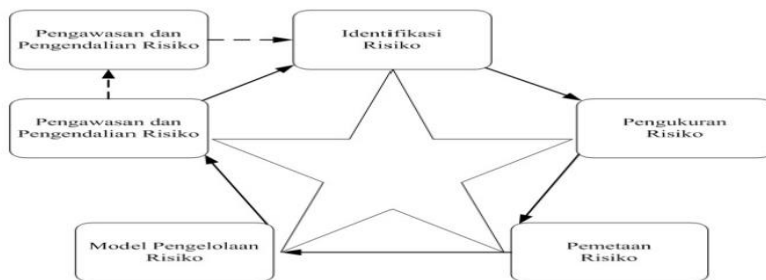 Pengawasan dan
Pengendalian Risiko
Identifikasi
Risiko
Pengawasan dan
Pengendalian Risiko
Pengukuran
Risiko
Model Pengelolaan
Risiko
Pemetaan
Risiko